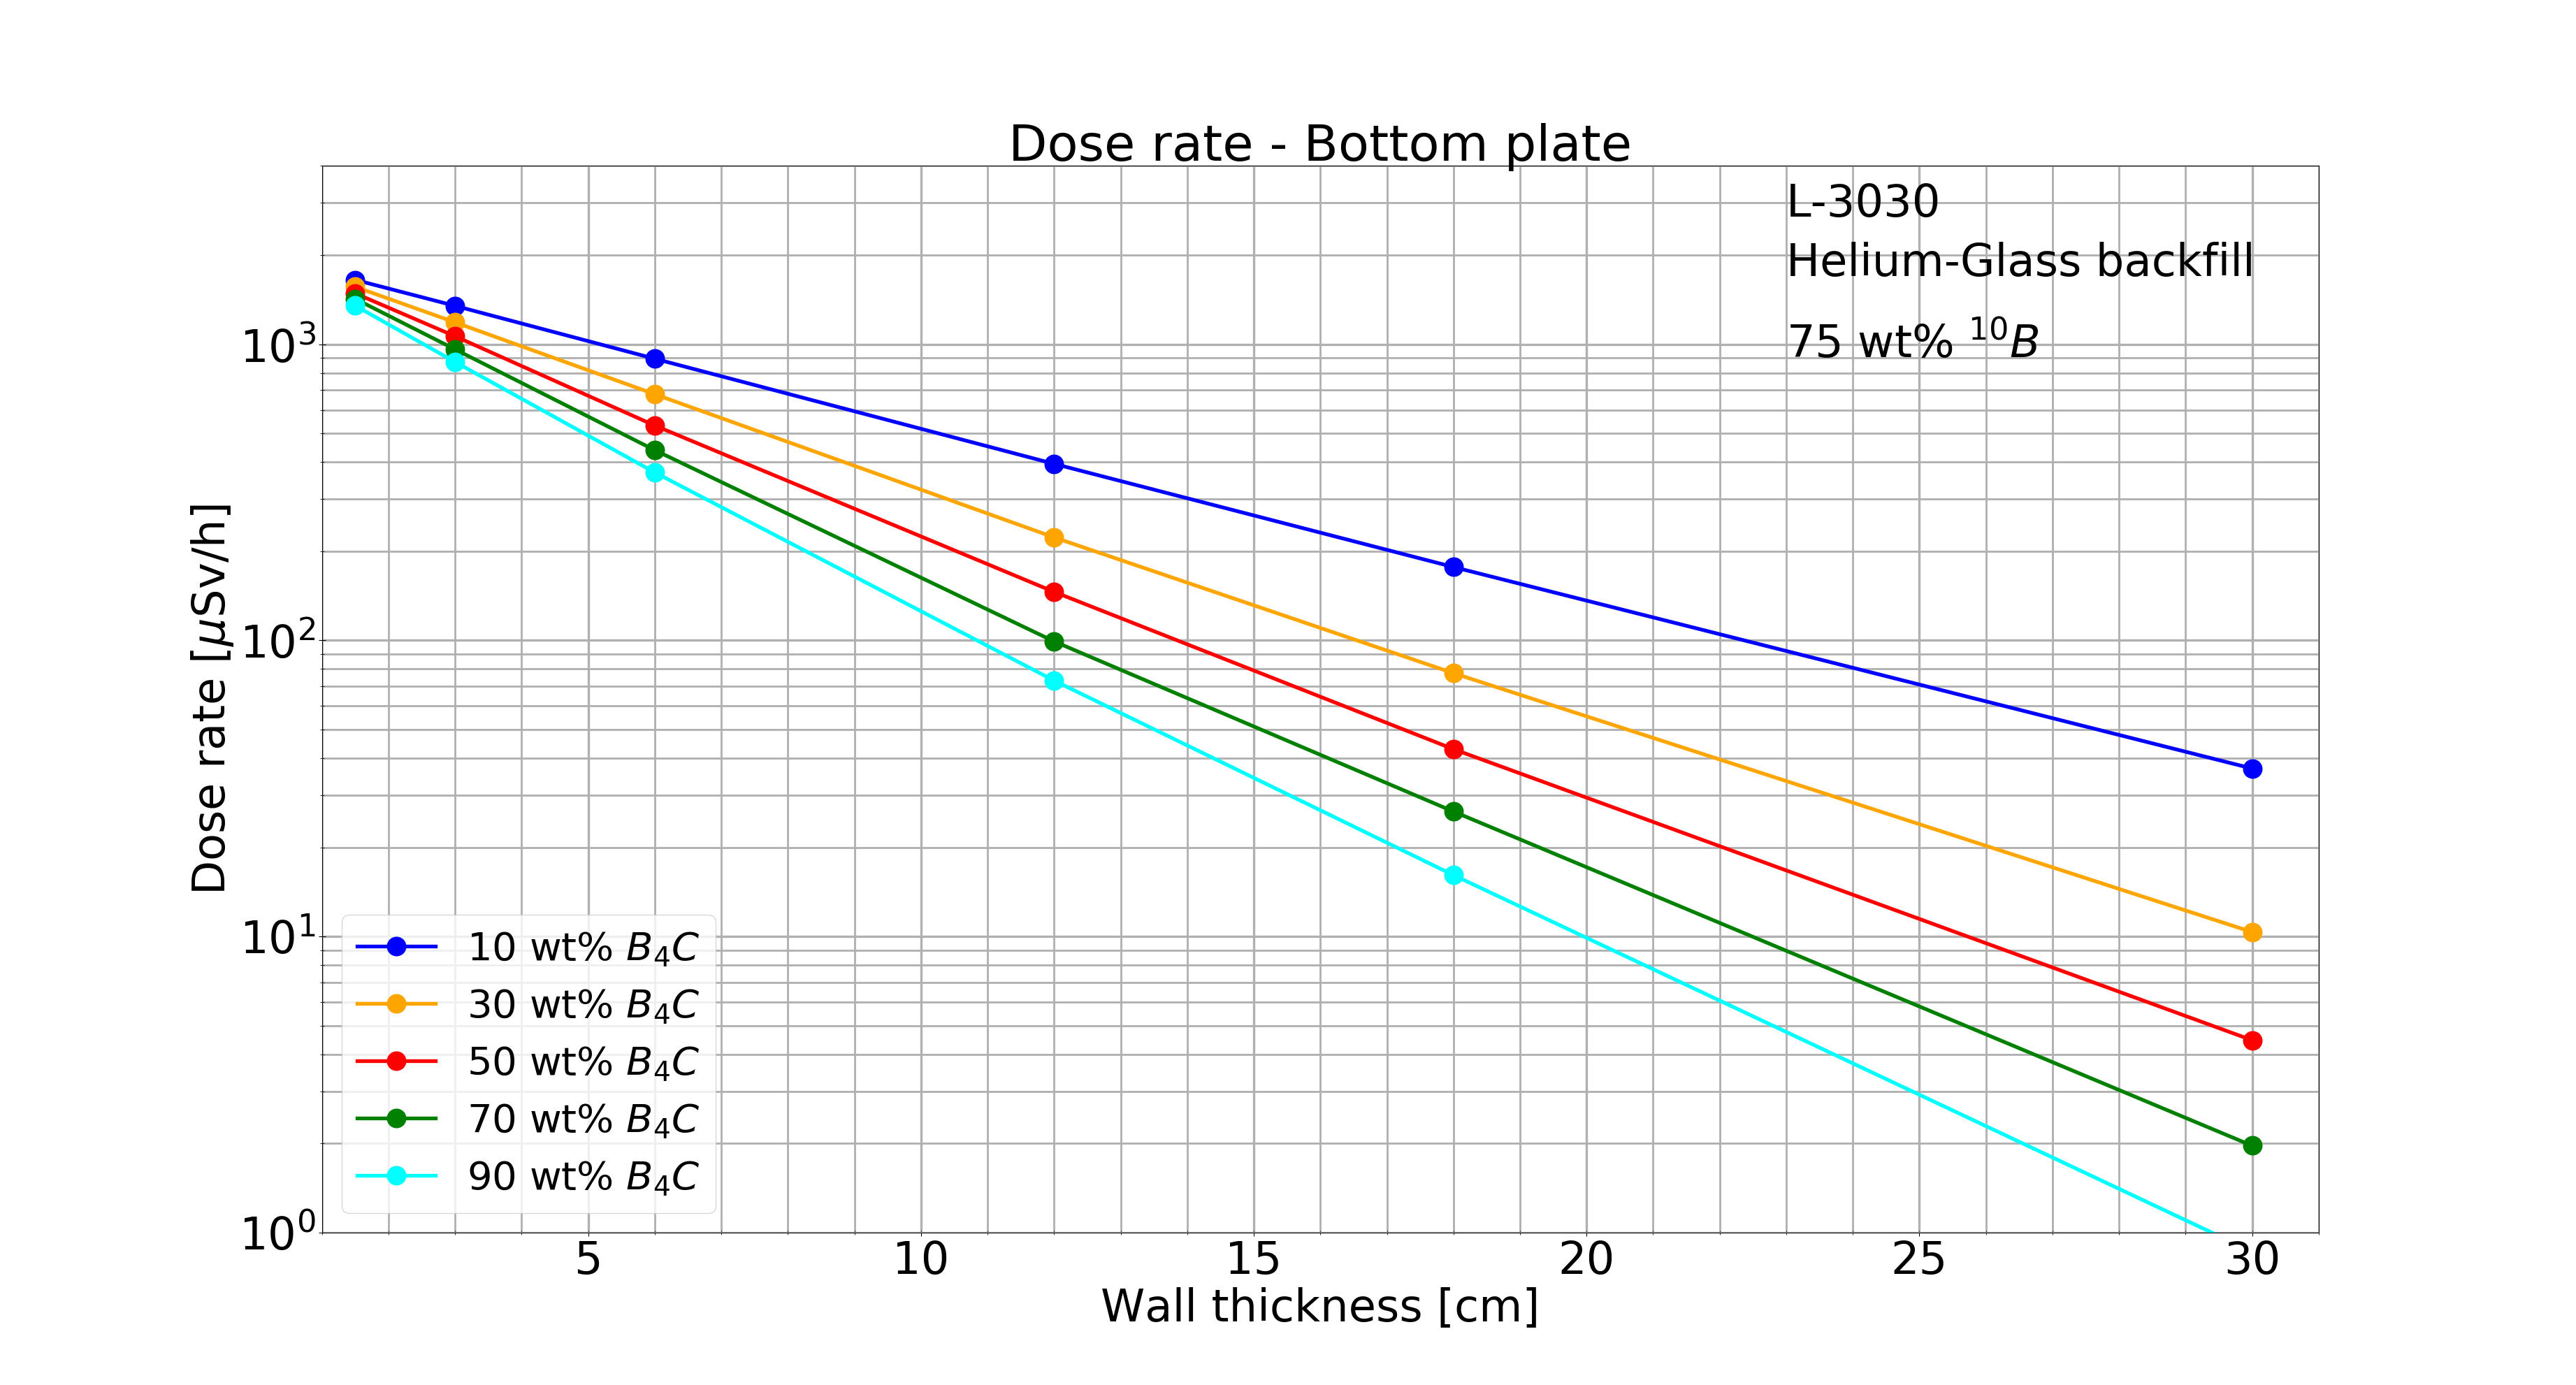 Dose rate - Bottom plate
L-3030
Helium-Glass backfill
75 wt% ¹⁰B
Dose rate [μSv/h]
10³
10²
10¹
10⁰
10 wt% B₄C
30 wt% B₄C
50 wt% B₄C
70 wt% B₄C
90 wt% B₄C
5 10 15 20 25 30
Wall thickness [cm]